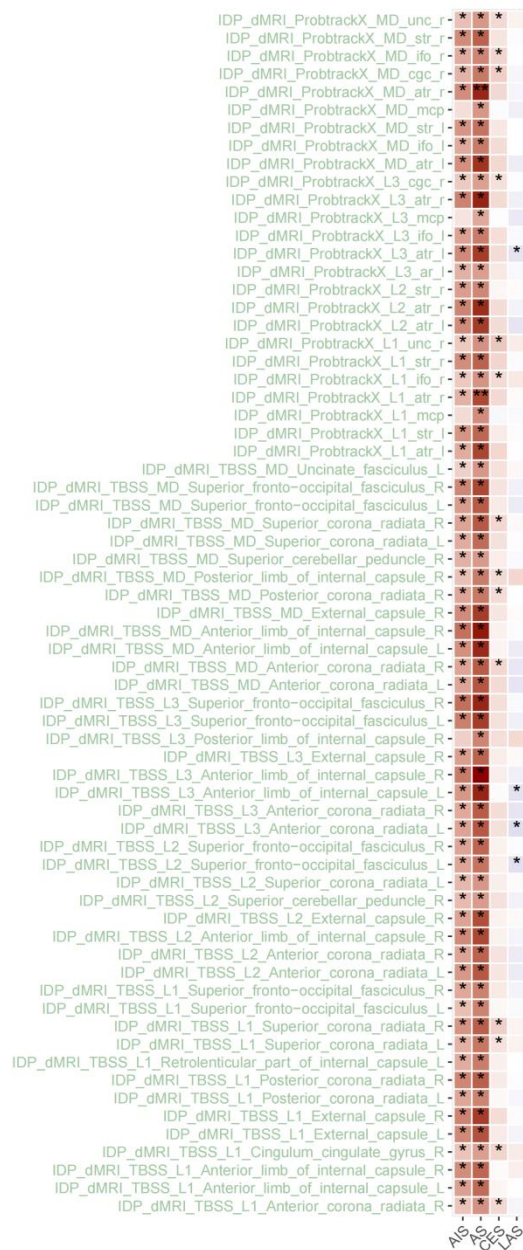 IDP_dMRI_ProbtrackX_MD_unc_r * * *
IDP_dMRI_ProbtrackX_MD_str_r * *
IDP_dMRI_ProbtrackX_MD_ifo_r * * *
IDP_dMRI_ProbtrackX_MD_cgc_r * * *
IDP_dMRI_ProbtrackX_MD_atr_r * **
IDP_dMRI_ProbtrackX_MD_mcp *
IDP_dMRI_ProbtrackX_MD_str_l * *
IDP_dMRI_ProbtrackX_MD_ifo_l * *
IDP_dMRI_ProbtrackX_MD_atr_l * *
IDP_dMRI_ProbtrackX_L3_cgc_r * * *
IDP_dMRI_ProbtrackX_L3_atr_r * *
IDP_dMRI_ProbtrackX_L3_mcp *
IDP_dMRI_ProbtrackX_L3_ifo_l * *
IDP_dMRI_ProbtrackX_L3_atr_l * * *
IDP_dMRI_ProbtrackX_L3_ar_l * *
IDP_dMRI_ProbtrackX_L2_str_r * *
IDP_dMRI_ProbtrackX_L2_atr_r * *
IDP_dMRI_ProbtrackX_L2_atr_l * *
IDP_dMRI_ProbtrackX_L1_unc_r * * *
IDP_dMRI_ProbtrackX_L1_str_r * *
IDP_dMRI_ProbtrackX_L1_ifo_r * * *
IDP_dMRI_ProbtrackX_L1_atr_r * **
IDP_dMRI_ProbtrackX_L1_mcp *
IDP_dMRI_ProbtrackX_L1_str_l * *
IDP_dMRI_ProbtrackX_L1_atr_l * *
IDP_dMRI_TBSS_MD_Uncinate_fasciculus_L * *
IDP_dMRI_TBSS_MD_Superior_fronto-occipital_fasciculus_R * *
IDP_dMRI_TBSS_MD_Superior_fronto-occipital_fasciculus_L * *
IDP_dMRI_TBSS_MD_Superior_corona_radiata_R * * *
IDP_dMRI_TBSS_MD_Superior_corona_radiata_L * *
IDP_dMRI_TBSS_MD_Superior_cerebellar_peduncle_R * *
IDP_dMRI_TBSS_MD_Posterior_limb_of_internal_capsule_R * * *
IDP_dMRI_TBSS_MD_Posterior_corona_radiata_R * * *
IDP_dMRI_TBSS_MD_External_capsule_R * *
IDP_dMRI_TBSS_MD_Anterior_limb_of_internal_capsule_R * *
IDP_dMRI_TBSS_MD_Anterior_limb_of_internal_capsule_L * *
IDP_dMRI_TBSS_MD_Anterior_corona_radiata_R * * *
IDP_dMRI_TBSS_MD_Anterior_corona_radiata_L * *
IDP_dMRI_TBSS_L3_Superior_fronto-occipital_fasciculus_R * *
IDP_dMRI_TBSS_L3_Superior_fronto-occipital_fasciculus_L * *
IDP_dMRI_TBSS_L3_Posterior_limb_of_internal_capsule_R *
IDP_dMRI_TBSS_L3_External_capsule_R * *
IDP_dMRI_TBSS_L3_Anterior_limb_of_internal_capsule_R * *
IDP_dMRI_TBSS_L3_Anterior_limb_of_internal_capsule_L * * *
IDP_dMRI_TBSS_L3_Anterior_corona_radiata_R * *
IDP_dMRI_TBSS_L3_Anterior_corona_radiata_L * * *
IDP_dMRI_TBSS_L2_Superior_fronto-occipital_fasciculus_R * *
IDP_dMRI_TBSS_L2_Superior_fronto-occipital_fasciculus_L * * *
IDP_dMRI_TBSS_L2_Superior_corona_radiata_L * *
IDP_dMRI_TBSS_L2_Superior_cerebellar_peduncle_R * *
IDP_dMRI_TBSS_L2_External_capsule_R * *
IDP_dMRI_TBSS_L2_Anterior_limb_of_internal_capsule_R * *
IDP_dMRI_TBSS_L2_Anterior_corona_radiata_R * *
IDP_dMRI_TBSS_L2_Anterior_corona_radiata_L * *
IDP_dMRI_TBSS_L1_Superior_fronto-occipital_fasciculus_R * *
IDP_dMRI_TBSS_L1_Superior_fronto-occipital_fasciculus_L * *
IDP_dMRI_TBSS_L1_Superior_corona_radiata_R * * *
IDP_dMRI_TBSS_L1_Superior_corona_radiata_L * * *
IDP_dMRI_TBSS_L1_Retrolenticular_part_of_internal_capsule_L * *
IDP_dMRI_TBSS_L1_Posterior_corona_radiata_R * *
IDP_dMRI_TBSS_L1_Posterior_corona_radiata_L * *
IDP_dMRI_TBSS_L1_External_capsule_R * *
IDP_dMRI_TBSS_L1_External_capsule_L * *
IDP_dMRI_TBSS_L1_Cingulum_cingulate_gyrus_R * * *
IDP_dMRI_TBSS_L1_Anterior_limb_of_internal_capsule_R * *
IDP_dMRI_TBSS_L1_Anterior_limb_of_internal_capsule_L * *
IDP_dMRI_TBSS_L1_Anterior_corona_radiata_R * * *
AIS AS CES LAS